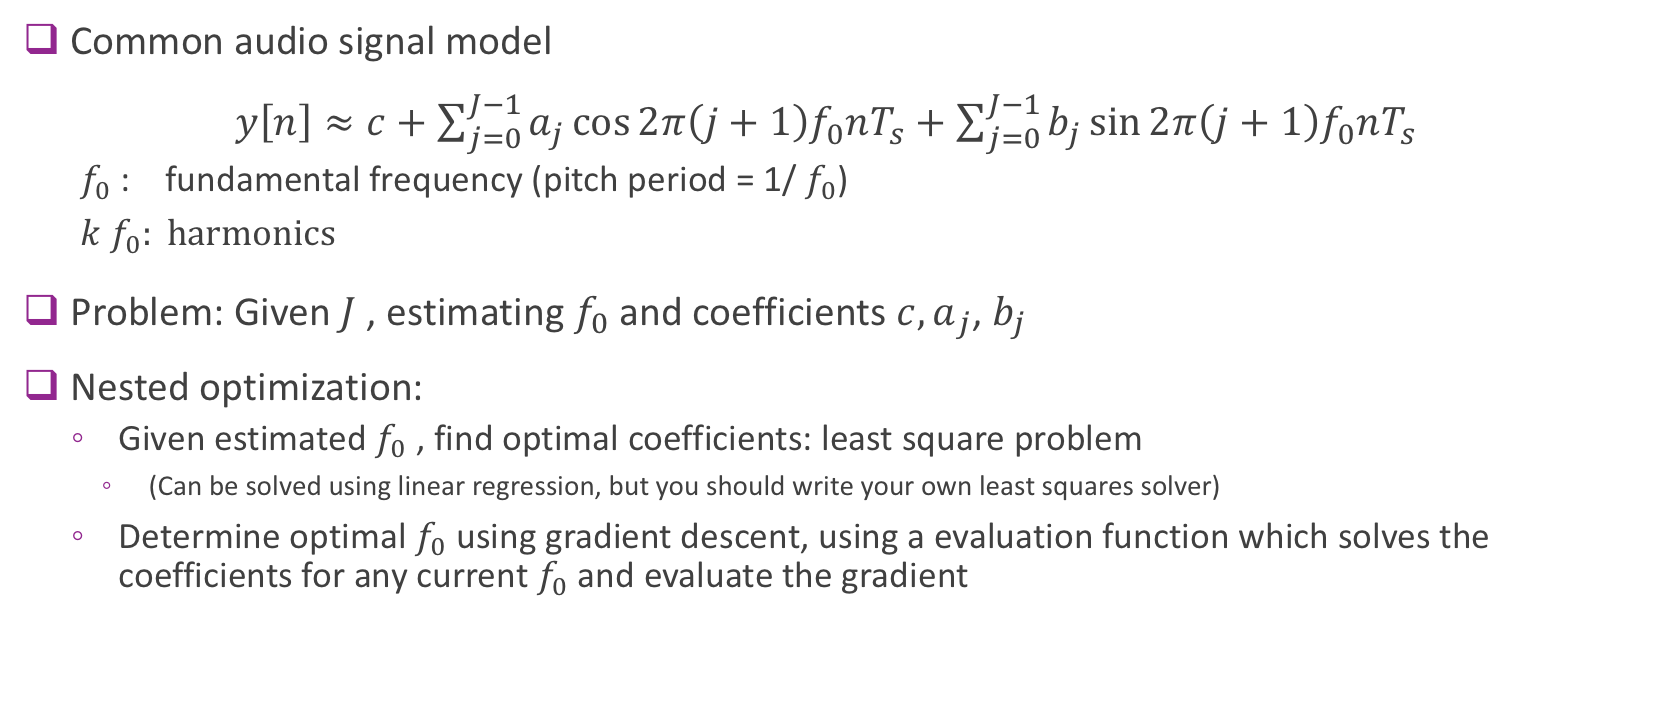 ❑ Common audio signal model
y[n] ≈ c + ∑_{j=0}^{J−1} a_j cos 2π(j + 1)f_0nT_s + ∑_{j=0}^{J−1} b_j sin 2π(j + 1)f_0nT_s
f_0 : fundamental frequency (pitch period = 1/ f_0)
k f_0: harmonics
❑ Problem: Given J , estimating f_0 and coefficients c, a_j, b_j
❑ Nested optimization:
◦ Given estimated f_0 , find optimal coefficients: least square problem
◦ (Can be solved using linear regression, but you should write your own least squares solver)
◦ Determine optimal f_0 using gradient descent, using a evaluation function which solves the
coefficients for any current f_0 and evaluate the gradient